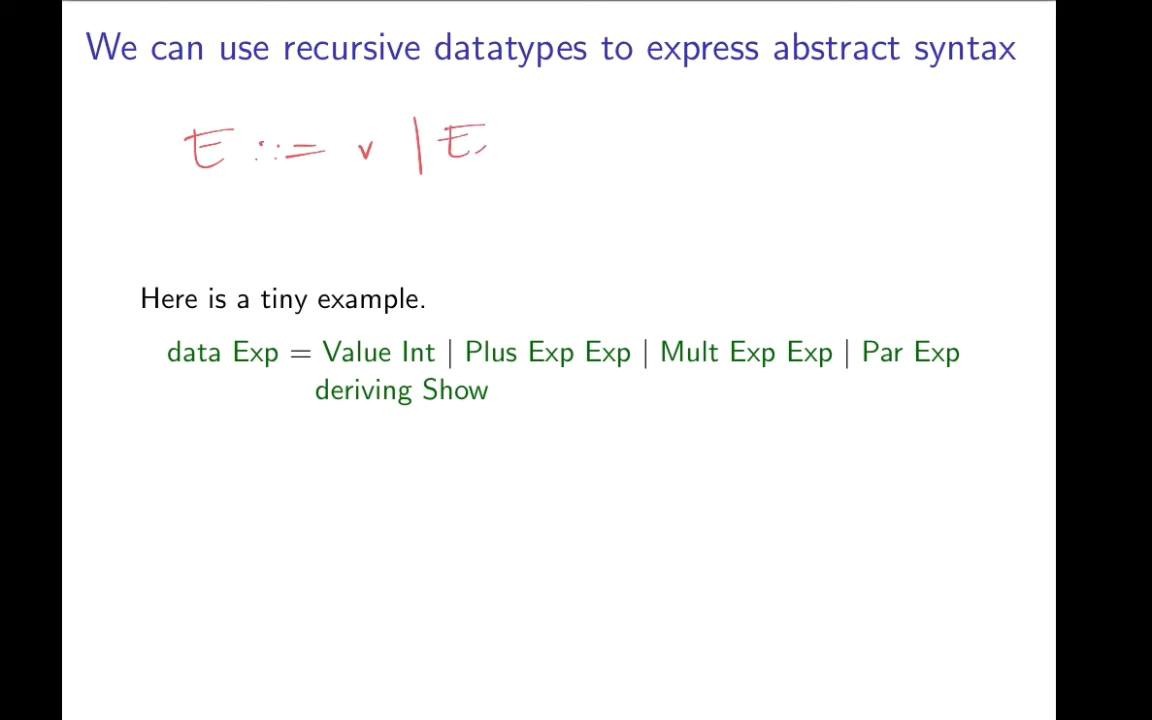 We can use recursive datatypes to express abstract syntax
E ::= v | E
Here is a tiny example.
data Exp = Value Int | Plus Exp Exp | Mult Exp Exp | Par Exp
deriving Show